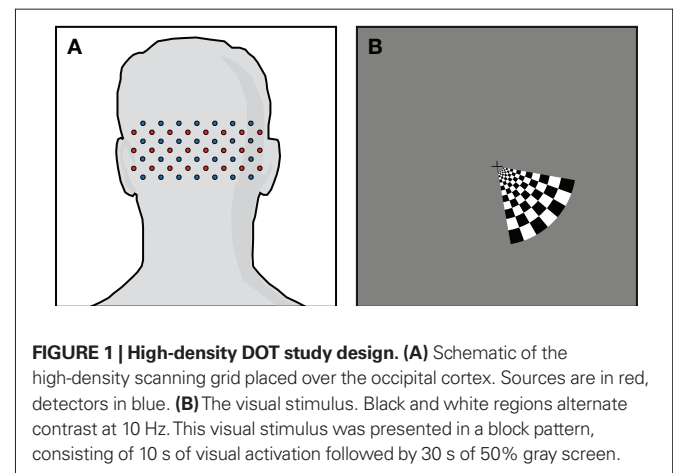 A
B
FIGURE 1 | High-density DOT study design. (A) Schematic of the
high-density scanning grid placed over the occipital cortex. Sources are in red,
detectors in blue. (B) The visual stimulus. Black and white regions alternate
contrast at 10 Hz. This visual stimulus was presented in a block pattern,
consisting of 10 s of visual activation followed by 30 s of 50% gray screen.